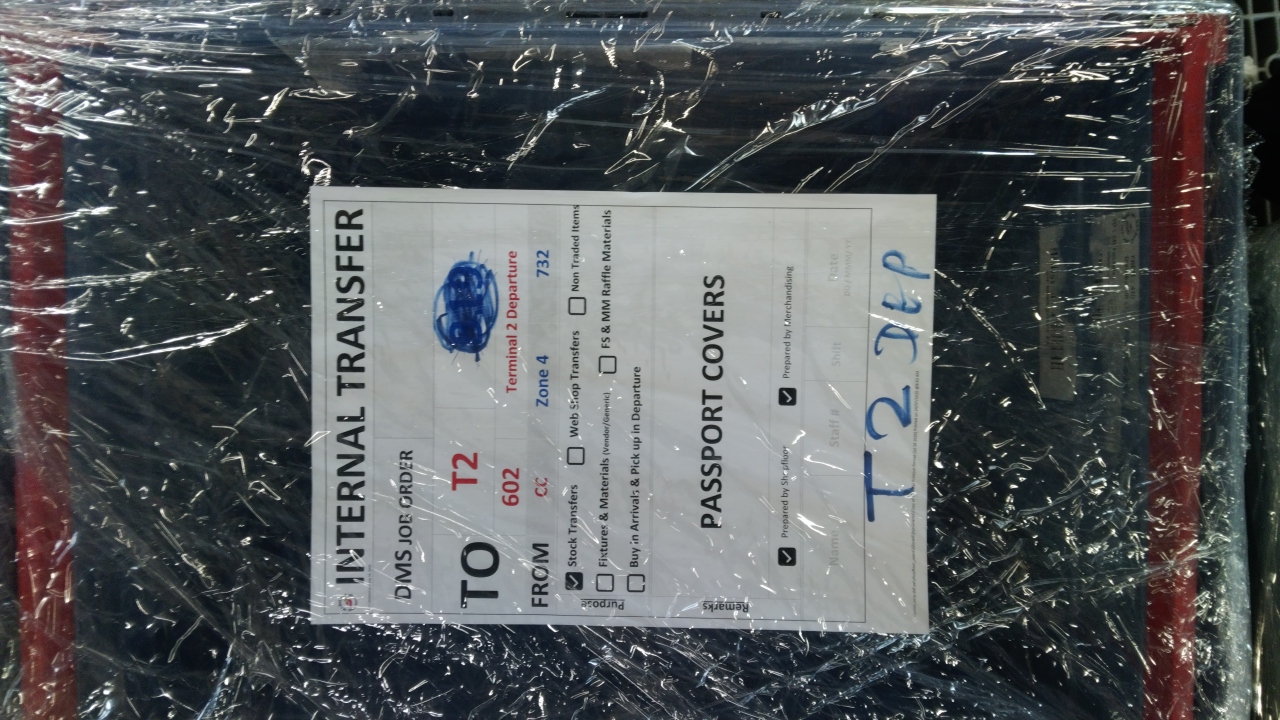 INTERNAL TRANSFER
DMS JOB ORDER
TO T2
602 Terminal 2 Departure
FROM CC Zone 4 732
Purpose
Stock Transfers Web Shop Transfers Non Traded Items
Fixtures & Materials (Vendor/Generic) FS & MM Raffle Materials
Buy in Arrivals & Pick up in Departure
Remarks
PASSPORT COVERS
Prepared by Shopfloor Prepared by Merchandising
Name Staff # Shift Date
T2 DEP